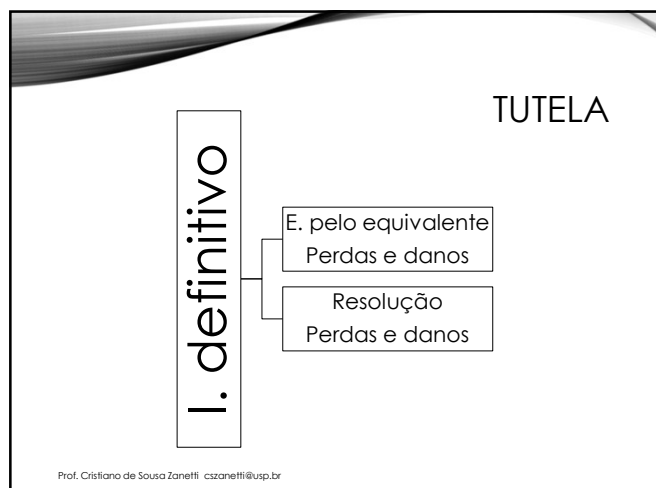 TUTELA
I. definitivo
E. pelo equivalente
Perdas e danos
Resolução
Perdas e danos
Prof. Cristiano de Sousa Zanetti cszanetti@usp.br